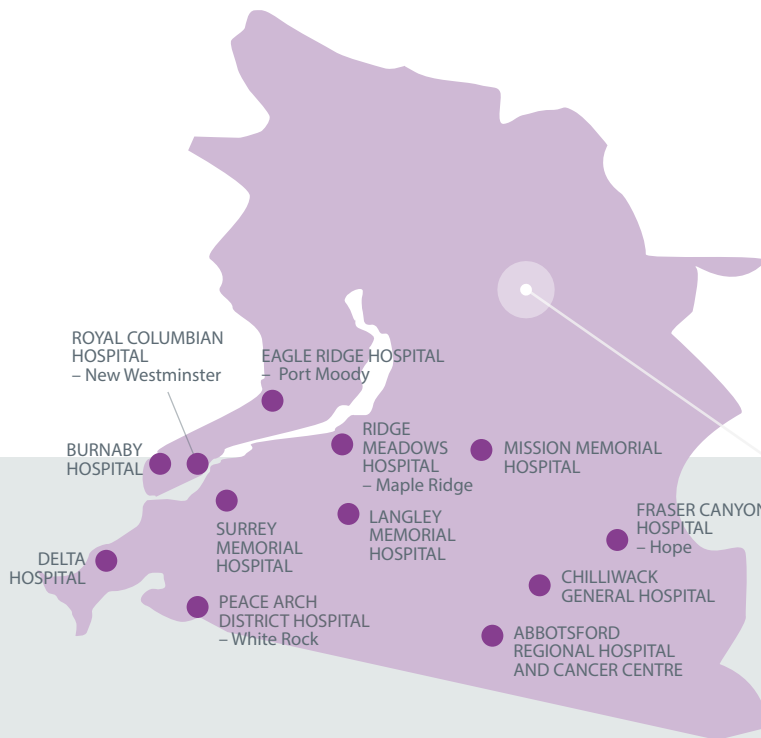 ROYAL COLUMBIAN
HOSPITAL
– New Westminster
EAGLE RIDGE HOSPITAL
– Port Moody
BURNABY
HOSPITAL
RIDGE
MEADOWS
HOSPITAL
– Maple Ridge
MISSION MEMORIAL
HOSPITAL
SURREY
MEMORIAL
HOSPITAL
LANGLEY
MEMORIAL
HOSPITAL
FRASER CANYON
HOSPITAL
– Hope
DELTA
HOSPITAL
CHILLIWACK
GENERAL HOSPITAL
PEACE ARCH
DISTRICT HOSPITAL
– White Rock
ABBOTSFORD
REGIONAL HOSPITAL
AND CANCER CENTRE